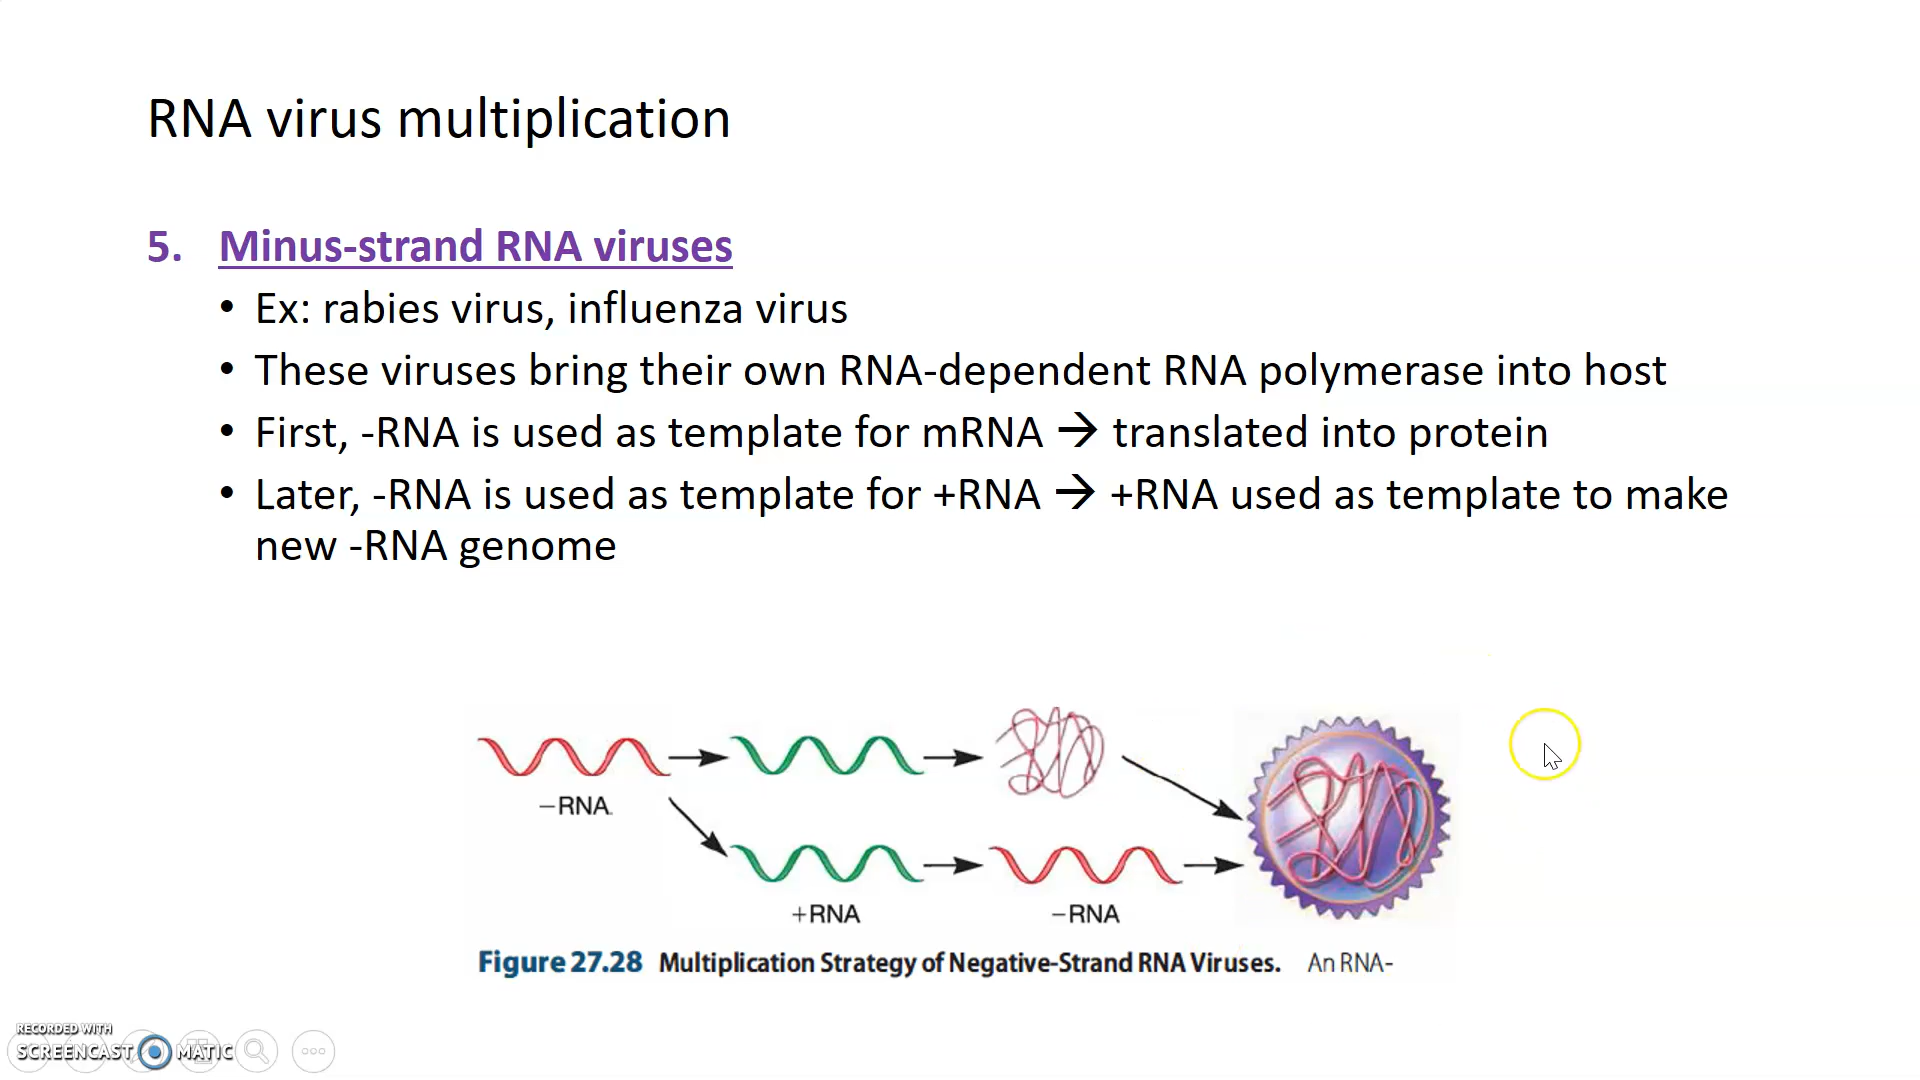 RNA virus multiplication
5. Minus-strand RNA viruses
• Ex: rabies virus, influenza virus
• These viruses bring their own RNA-dependent RNA polymerase into host
• First, -RNA is used as template for mRNA → translated into protein
• Later, -RNA is used as template for +RNA → +RNA used as template to make
new -RNA genome
−RNA.
+RNA
−RNA
Figure 27.28 Multiplication Strategy of Negative-Strand RNA Viruses. An RNA-
RECORDED WITH
SCREENCAST MATIC